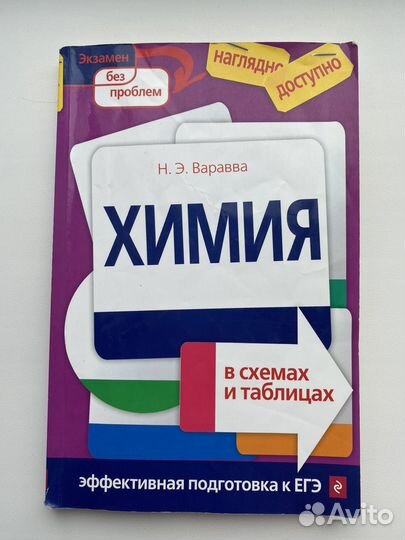 Экзамен
без
проблем
наглядно
доступно
Н. Э. Варавва
ХИМИЯ
в схемах
и таблицах
эффективная подготовка к ЕГЭ
Avito